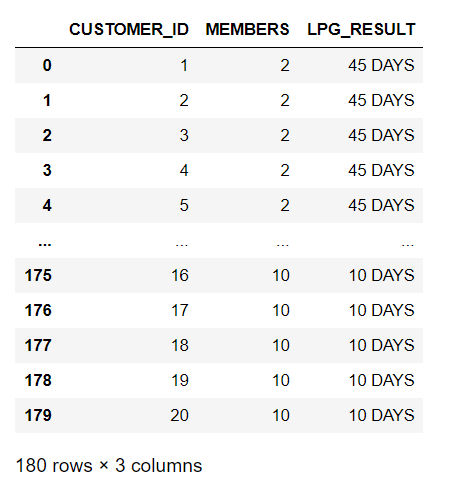 CUSTOMER_ID MEMBERS LPG_RESULT
0 1 2 45 DAYS
1 2 2 45 DAYS
2 3 2 45 DAYS
3 4 2 45 DAYS
4 5 2 45 DAYS
... ... ... ...
175 16 10 10 DAYS
176 17 10 10 DAYS
177 18 10 10 DAYS
178 19 10 10 DAYS
179 20 10 10 DAYS
180 rows × 3 columns